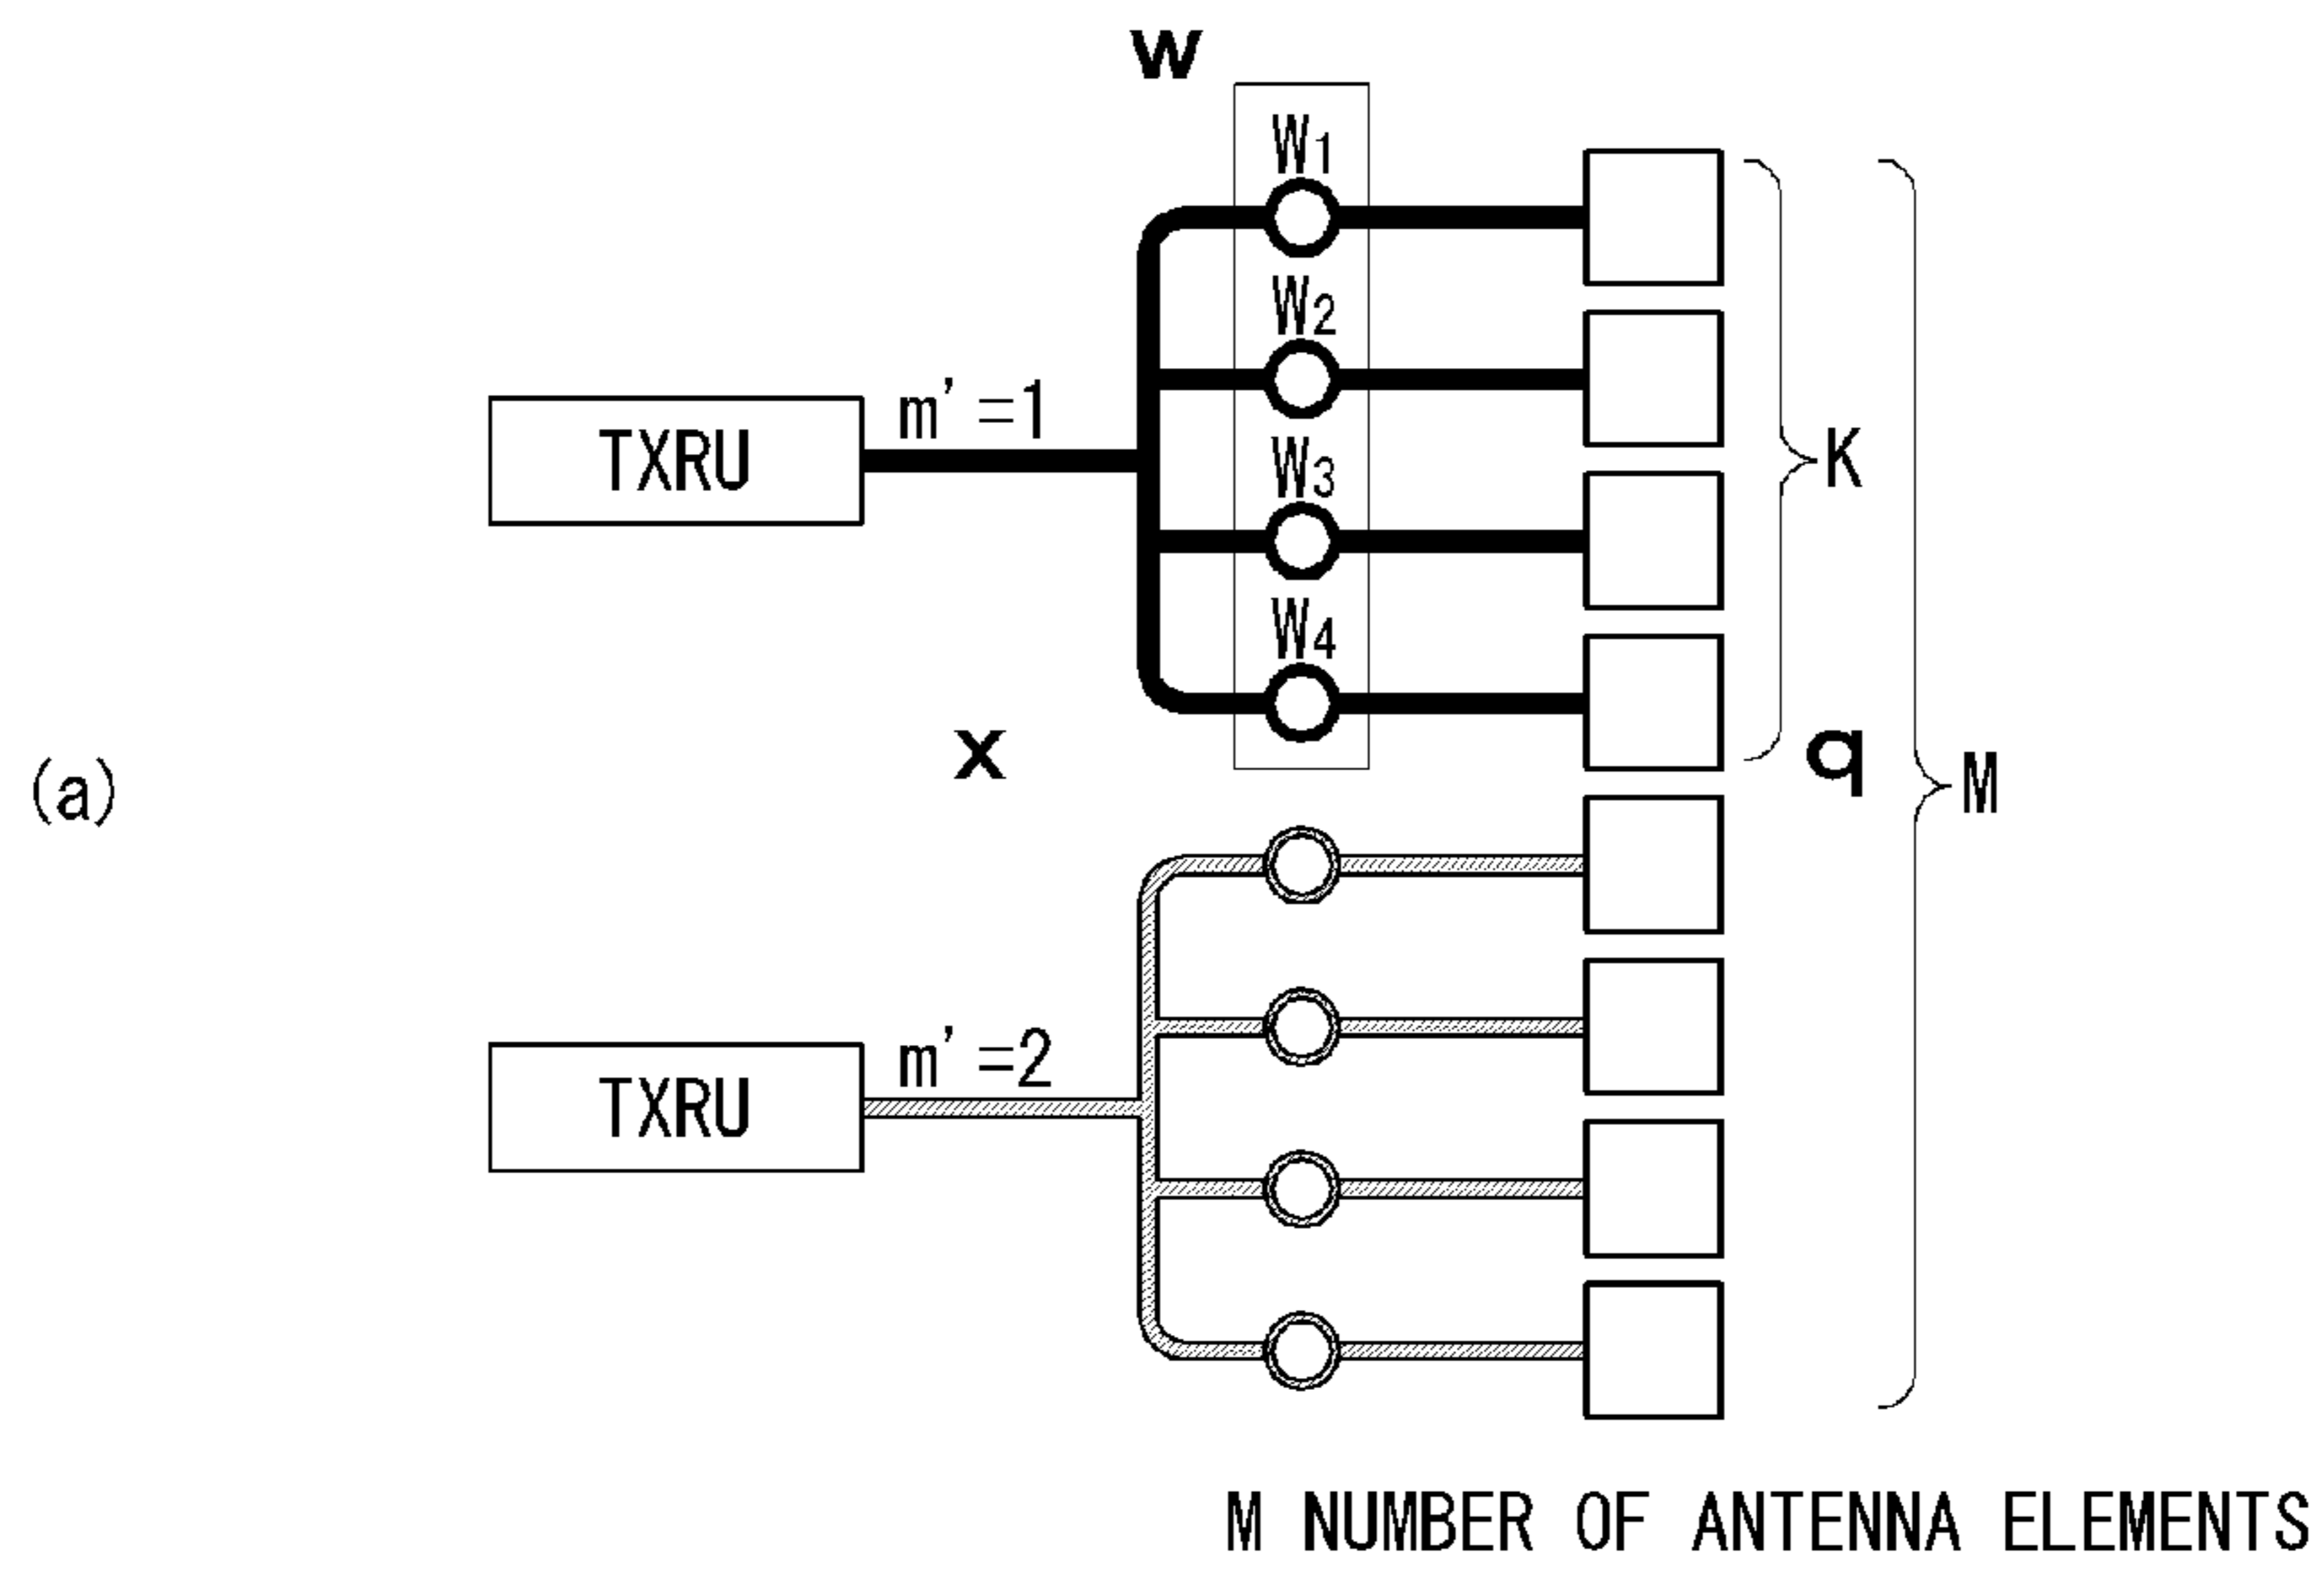 w
W1
W2
m'=1
TXRU
K
W3
W4
x
q
(a)
M
m'=2
TXRU
M NUMBER OF ANTENNA ELEMENTS